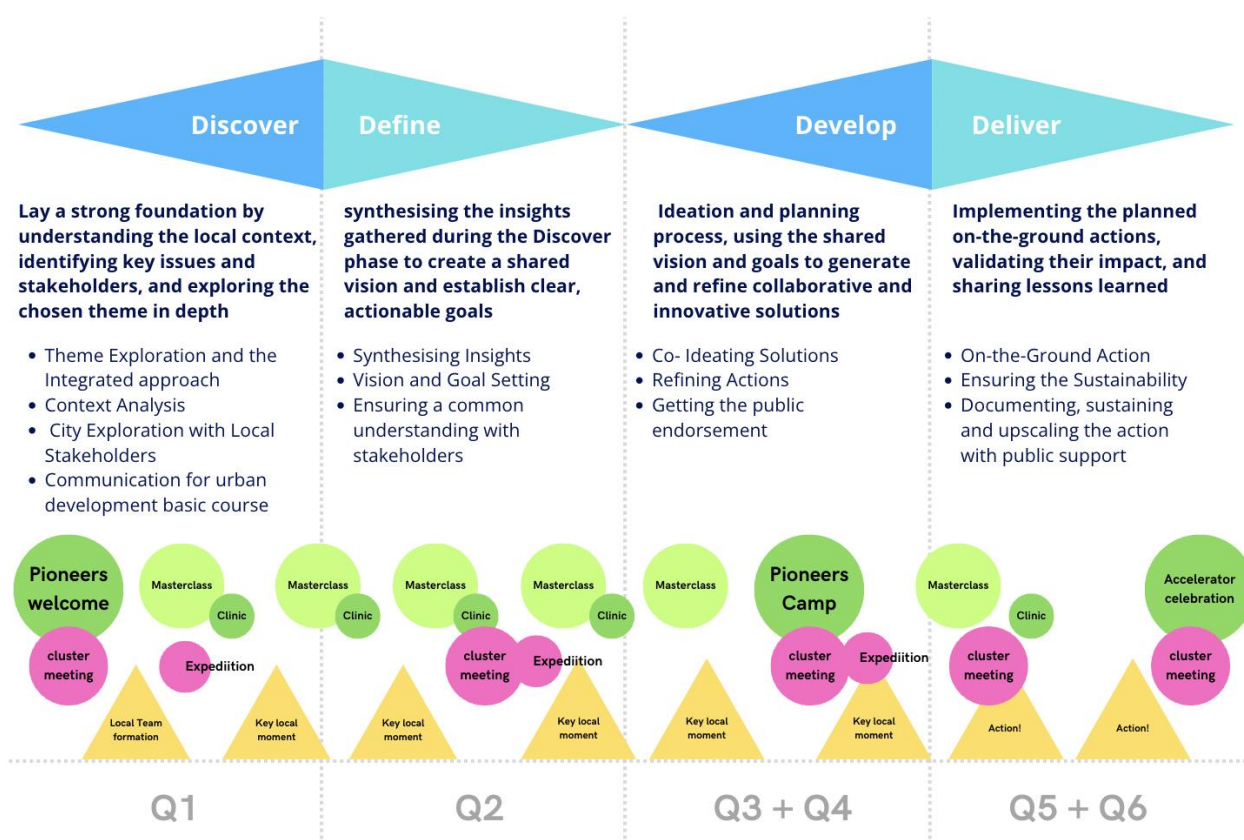 Discover
Define
Develop
Deliver
Lay a strong foundation by
understanding the local context,
identifying key issues and
stakeholders, and exploring the
chosen theme in depth
• Theme Exploration and the
Integrated approach
• Context Analysis
• City Exploration with Local
Stakeholders
• Communication for urban
development basic course
synthesising the insights
gathered during the Discover
phase to create a shared
vision and establish clear,
actionable goals
• Synthesising Insights
• Vision and Goal Setting
• Ensuring a common
understanding with
stakeholders
Ideation and planning
process, using the shared
vision and goals to generate
and refine collaborative and
innovative solutions
• Co- Ideating Solutions
• Refining Actions
• Getting the public
endorsement
Implementing the planned
on-the-ground actions,
validating their impact, and
sharing lessons learned
• On-the-Ground Action
• Ensuring the Sustainability
• Documenting, sustaining
and upscaling the action
with public support
Pioneers
welcome
Masterclass
Clinic
Masterclass
Clinic
Masterclass
Clinic
Masterclass
Clinic
Masterclass
Pioneers
Camp
Masterclass
Clinic
Accelerator
celebration
cluster
meeting
Expediition
cluster
meeting
Expediition
cluster
meeting
Expediition
cluster
meeting
cluster
meeting
Local Team
formation
Key local
moment
Key local
moment
Key local
moment
Key local
moment
Key local
moment
Action!
Action!
Q1
Q2
Q3 + Q4
Q5 + Q6